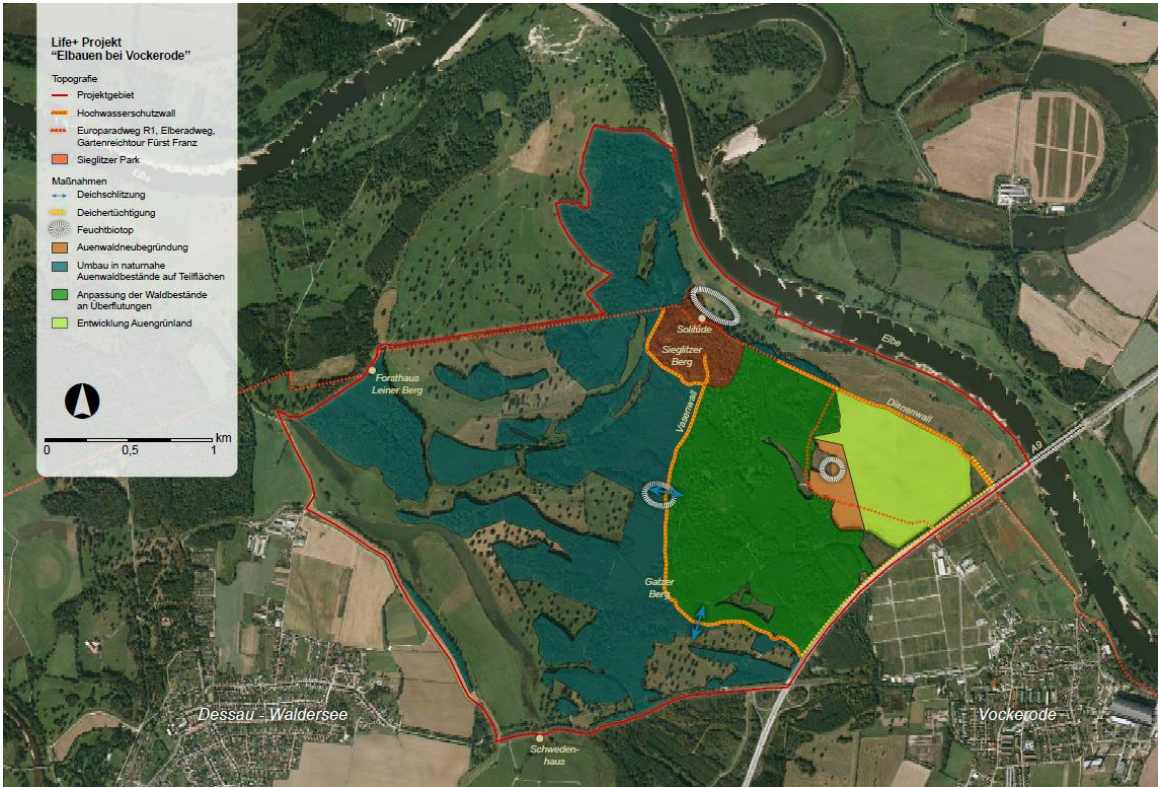 Life+ Projekt
"Elbauen bei Vockerode"
Topografie
Projektgebiet
Hochwasserschutzwall
Europaradweg R1, Elberadweg,
Gartenreichtour Fürst Franz
Sieglitzer Park
Maßnahmen
Deichschlitzung
Deichertüchtigung
Feuchtbiotop
Auenwaldneubegründung
Umbau in naturnahe
Auenwaldbestände auf Teilflächen
Anpassung der Waldbestände
an Überflutungen
Entwicklung Auengrünland
km
0 0,5 1
Elbe
Solitüde
Sieglitzer
Berg
Elbe
Forsthaus
Leiner Berg
Vasenwall
Dianenwall
A9
Gatzer
Berg
Dessau - Waldersee
Vockerode
Schweden-
haus